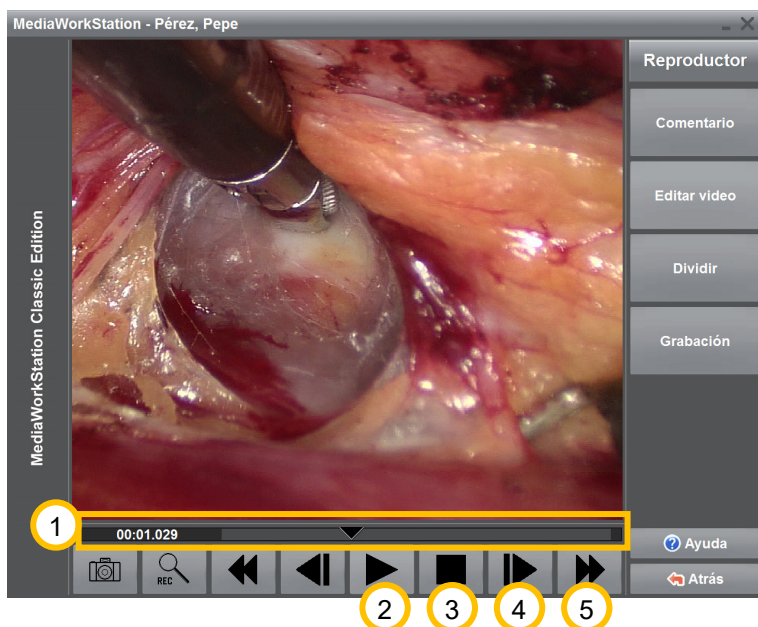 MediaWorkStation - Pérez, Pepe
Reproductor
Comentario
Editar video
Dividir
Grabación
MediaWorkStation Classic Edition
1
00:01.029
REC
Ayuda
Atrás
2
3
4
5